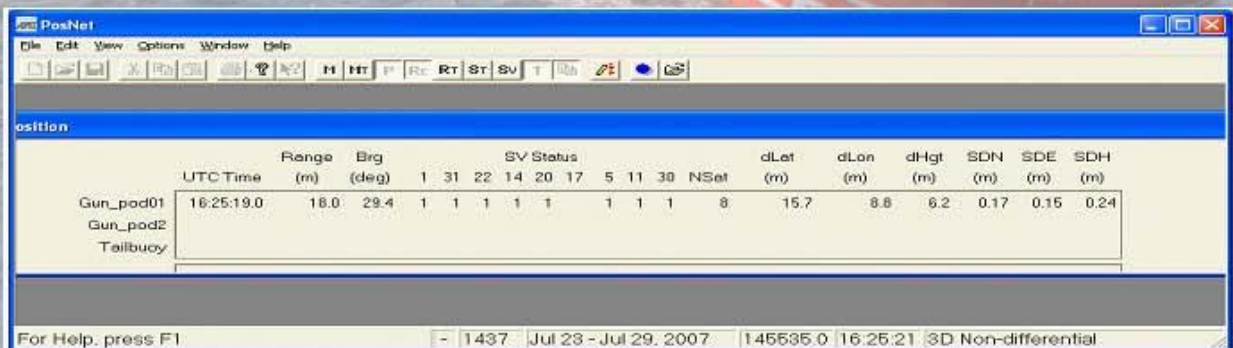 PosNet
File Edit View Options Window Help
M MT P RE RT ST SV T
osition
Range Brg SV Status dLat dLon dHgt SDN SDE SDH
UTC Time (m) (deg) 1 31 22 14 20 17 5 11 30 NSat (m) (m) (m) (m) (m) (m)
Gun_pod01 16:25:19.0 18.0 29.4 1 1 1 1 1 1 1 1 8 15.7 8.8 6.2 0.17 0.15 0.24
Gun_pod2
Tailbuoy
For Help, press F1 - 1437 Jul 23 - Jul 29, 2007 145535.0 16:25:21 3D Non-differential